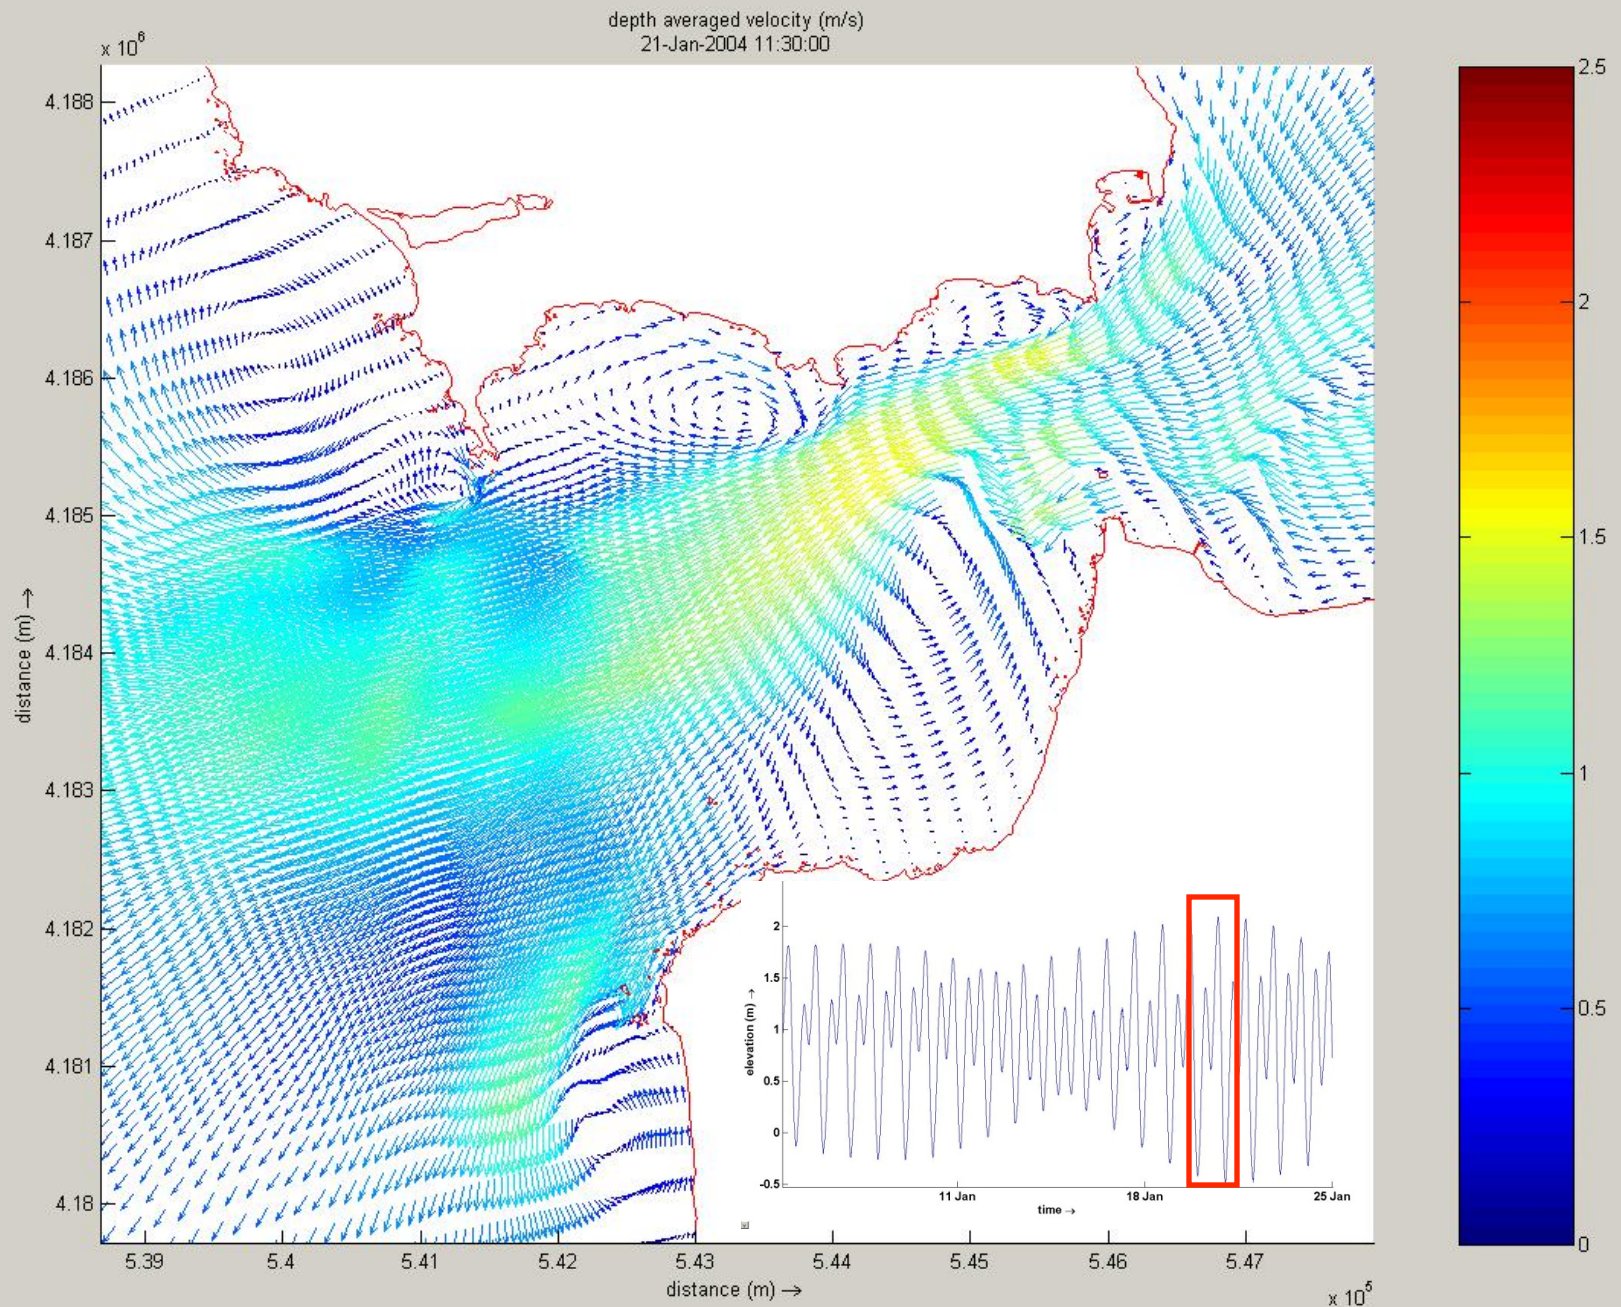 depth averaged velocity (m/s)
21-Jan-2004 11:30:00
x 10^6
4.188
4.187
4.186
4.185
4.184
4.183
4.182
4.181
4.18
distance (m) →
5.39
5.4
5.41
5.42
5.43
5.44
5.45
5.46
5.47
distance (m) →
x 10^5
2.5
2
1.5
1
0.5
0
elevation (m) →
2
1.5
1
0.5
0
-0.5
11 Jan
18 Jan
25 Jan
time →